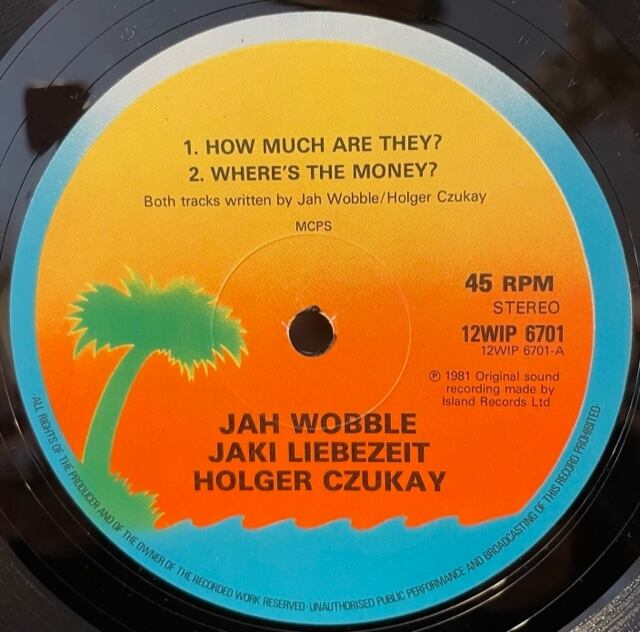 1. HOW MUCH ARE THEY?
2. WHERE'S THE MONEY?
Both tracks written by Jah Wobble/Holger Czukay
MCPS
45 RPM
STEREO
12WIP 6701
12WIP 6701-A
℗ 1981 Original sound
recording made by
Island Records Ltd
JAH WOBBLE
JAKI LIEBEZEIT
HOLGER CZUKAY
·ALL RIGHTS OF THE PRODUCER AND OF THE OWNER OF THE RECORDED WORK RESERVED·UNAUTHORISED PUBLIC PERFORMANCE AND BROADCASTING OF THIS RECORD PROHIBITED·